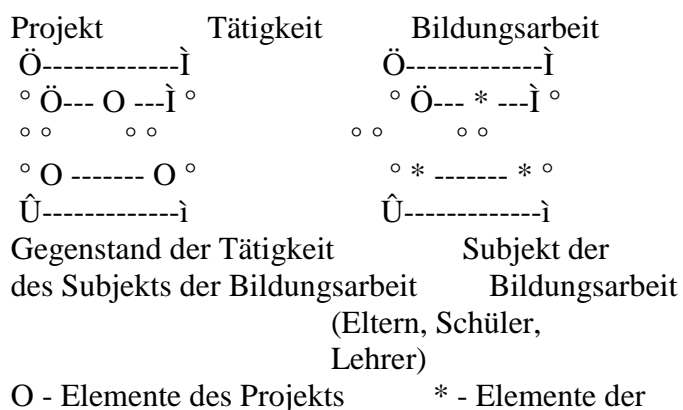 Projekt Tätigkeit Bildungsarbeit
Ö-------------Ì Ö-------------Ì
° Ö--- O ---Ì ° ° Ö--- * ---Ì °
° ° ° ° ° ° ° °
° O ------- O ° ° * ------- * °
Û-------------ì Û-------------ì
Gegenstand der Tätigkeit Subjekt der
des Subjekts der Bildungsarbeit Bildungsarbeit
(Eltern, Schüler,
Lehrer)
O - Elemente des Projekts * - Elemente der